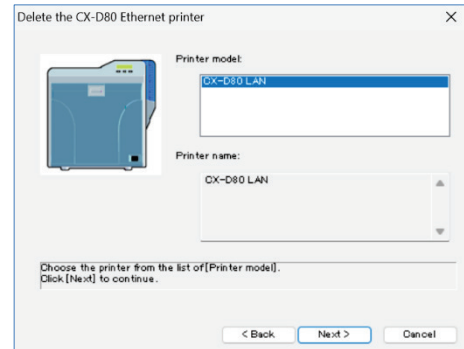 Delete the CX-D80 Ethernet printer
Printer model:
CX-D80 LAN
Printer name:
CX-D80 LAN
Choose the printer from the list of[Printer model].
Click [Next] to continue.
< Back
Next >
Cancel